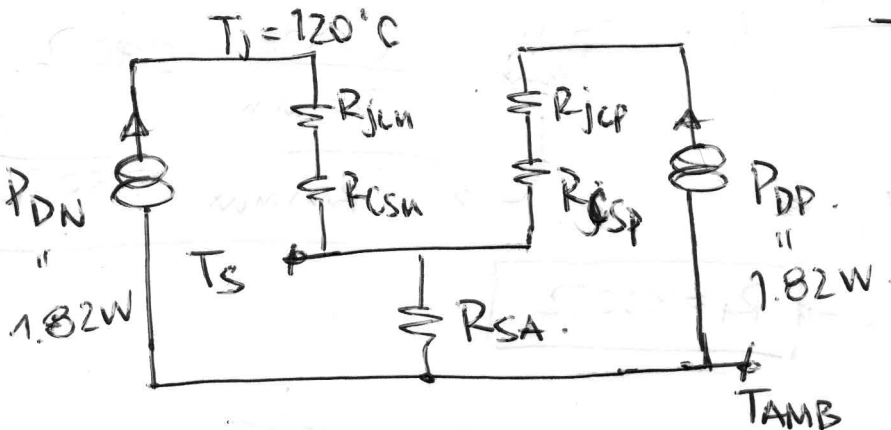 Tj = 120°C
Rjcn
Rjcp
PDN
"
1.82W
Rcsn
Rcsp
PDP.
"
1.82W.
Ts
RSA.
TAMB